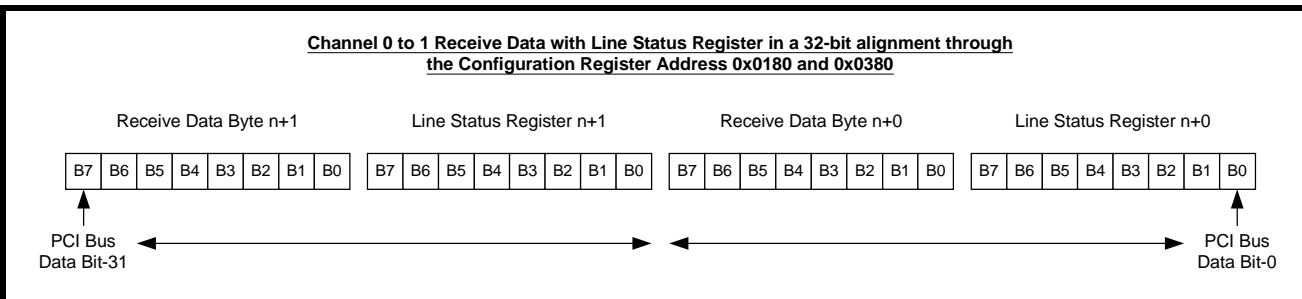 Channel 0 to 1 Receive Data with Line Status Register in a 32-bit alignment through
the Configuration Register Address 0x0180 and 0x0380
Receive Data Byte n+1 Line Status Register n+1 Receive Data Byte n+0 Line Status Register n+0
B7 B6 B5 B4 B3 B2 B1 B0 B7 B6 B5 B4 B3 B2 B1 B0 B7 B6 B5 B4 B3 B2 B1 B0 B7 B6 B5 B4 B3 B2 B1 B0
PCI Bus
Data Bit-31
PCI Bus
Data Bit-0